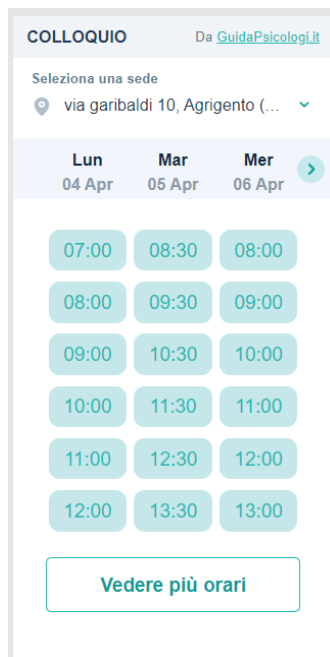 COLLOQUIO Da GuidaPsicologi.it
Seleziona una sede
via garibaldi 10, Agrigento (...
Lun Mar Mer
04 Apr 05 Apr 06 Apr
07:00 08:30 08:00
08:00 09:30 09:00
09:00 10:30 10:00
10:00 11:30 11:00
11:00 12:30 12:00
12:00 13:30 13:00
Vedere più orari